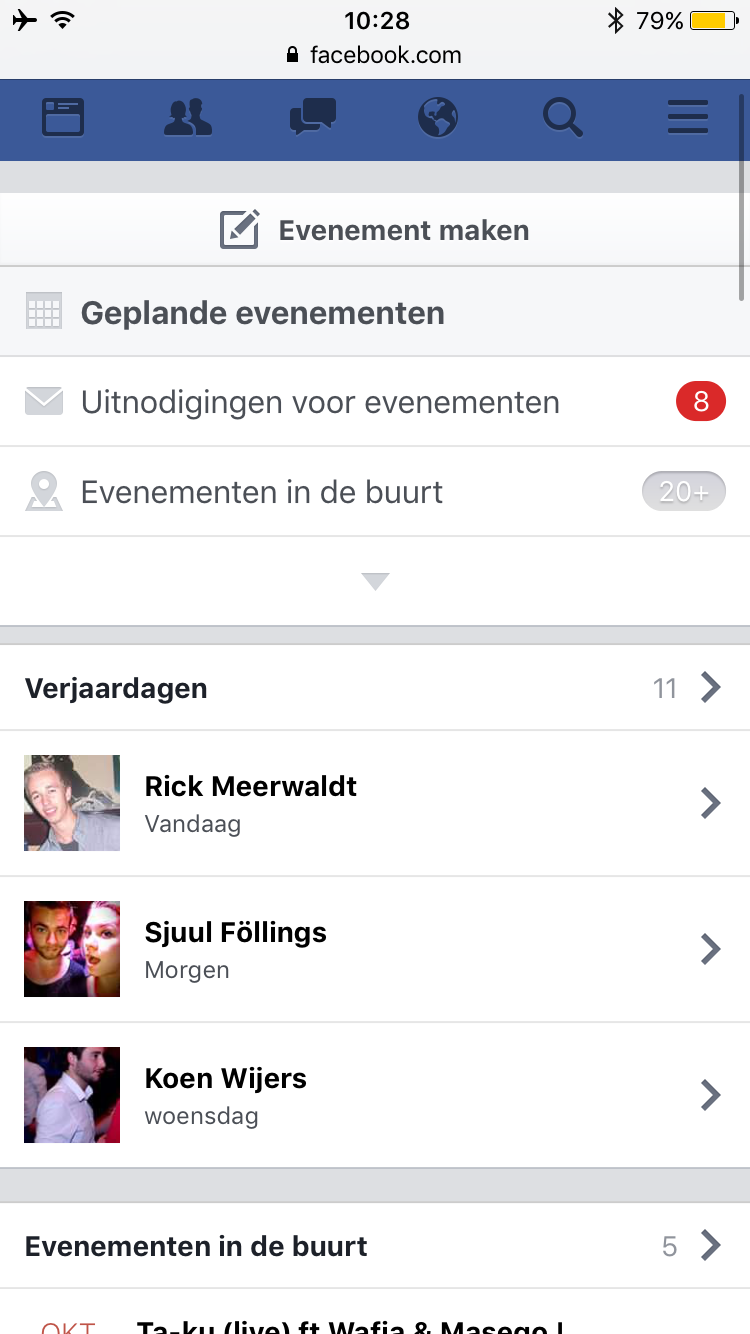 10:28
79%
facebook.com
Evenement maken
Geplande evenementen
Uitnodigingen voor evenementen
8
Evenementen in de buurt
20+
Verjaardagen
11
Rick Meerwaldt
Vandaag
Sjuul Föllings
Morgen
Koen Wijers
woensdag
Evenementen in de buurt
5
OKT
Ta-ku (live) ft Wafia & Masego